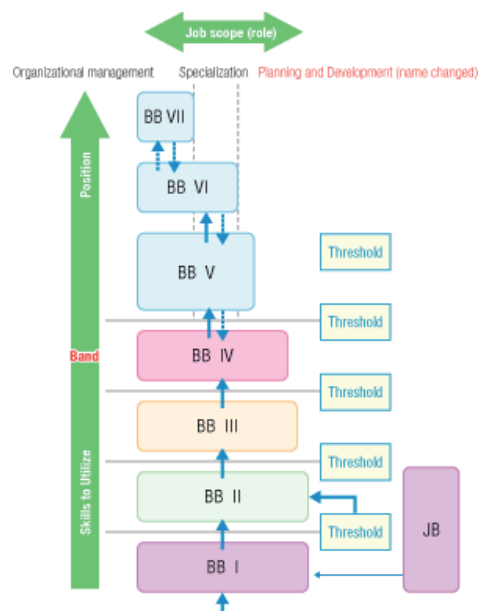 Job scope (role)
Organizational management Specialization Planning and Development (name changed)
BB VII
Position
BB VI
BB V
Threshold
Threshold
Band
BB IV
Threshold
BB III
Threshold
Skills to Utilize
BB II
Threshold
JB
BB I